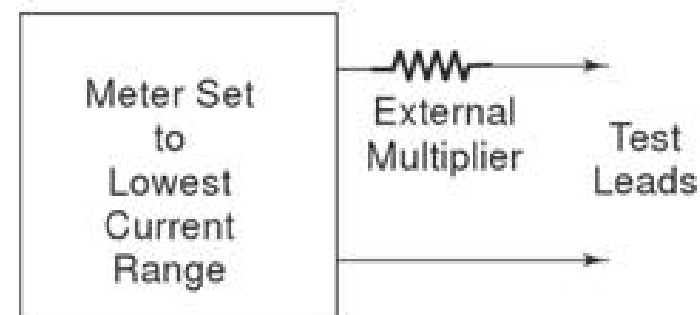 Meter Set
to
Lowest
Current
Range
External
Multiplier
Test
Leads